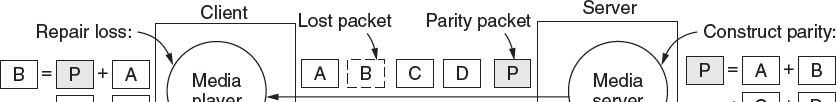 Client
Server
Repair loss:
Lost packet
Parity packet
Construct parity:
B = P + A
A B C D P
P = A + B
Media
player
Media
server